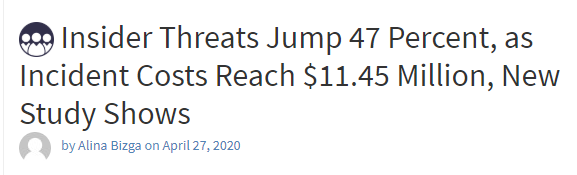 Insider Threats Jump 47 Percent, as
Incident Costs Reach $11.45 Million, New
Study Shows
by Alina Bizga on April 27, 2020